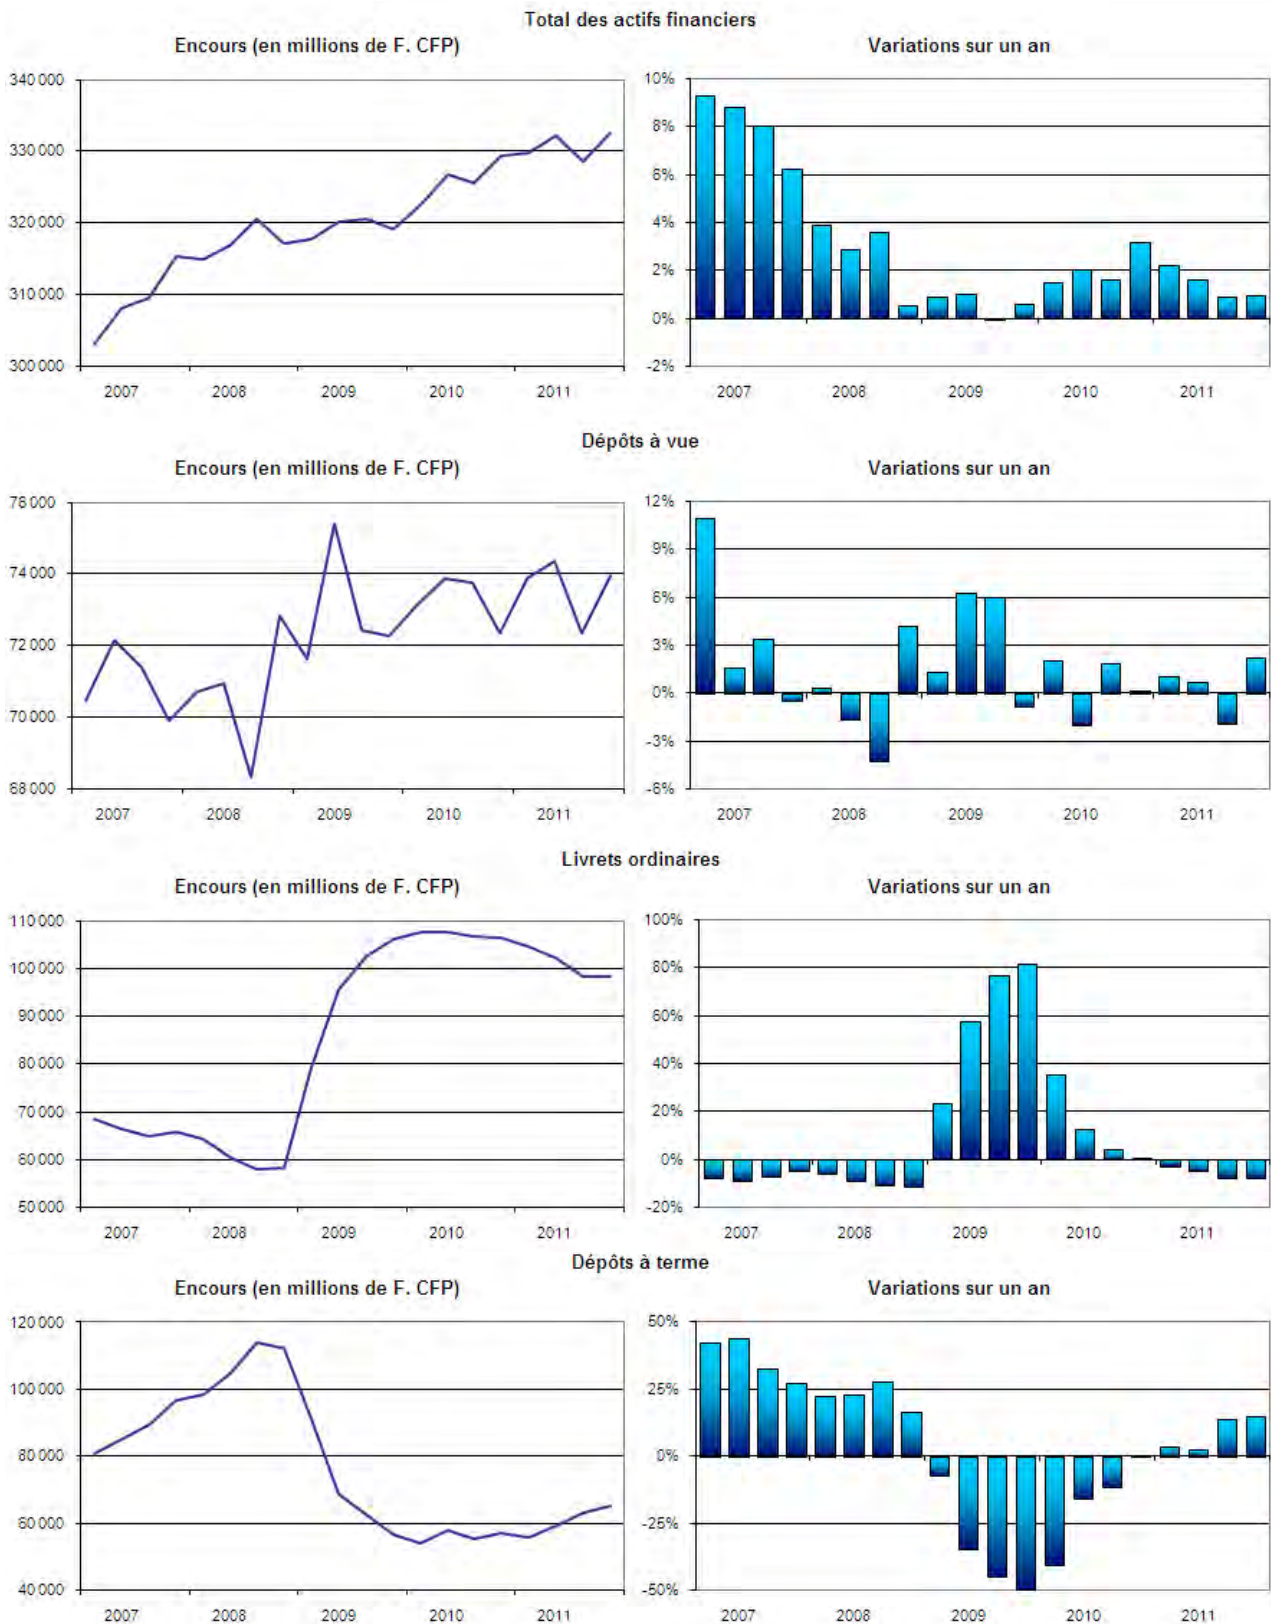 Total des actifs financiers
Encours (en millions de F. CFP)
Variations sur un an
340 000
330 000
320 000
310 000
300 000
2007 2008 2009 2010 2011
10%
8%
6%
4%
2%
0%
-2%
2007 2008 2009 2010 2011
Dépôts à vue
Encours (en millions de F. CFP)
Variations sur un an
76 000
74 000
72 000
70 000
68 000
2007 2008 2009 2010 2011
12%
9%
6%
3%
0%
-3%
-6%
2007 2008 2009 2010 2011
Livrets ordinaires
Encours (en millions de F. CFP)
Variations sur un an
110 000
100 000
90 000
80 000
70 000
60 000
50 000
2007 2008 2009 2010 2011
100%
80%
60%
40%
20%
0%
-20%
2007 2008 2009 2010 2011
Dépôts à terme
Encours (en millions de F. CFP)
Variations sur un an
120 000
100 000
80 000
60 000
40 000
2007 2008 2009 2010 2011
50%
25%
0%
-25%
-50%
2007 2008 2009 2010 2011